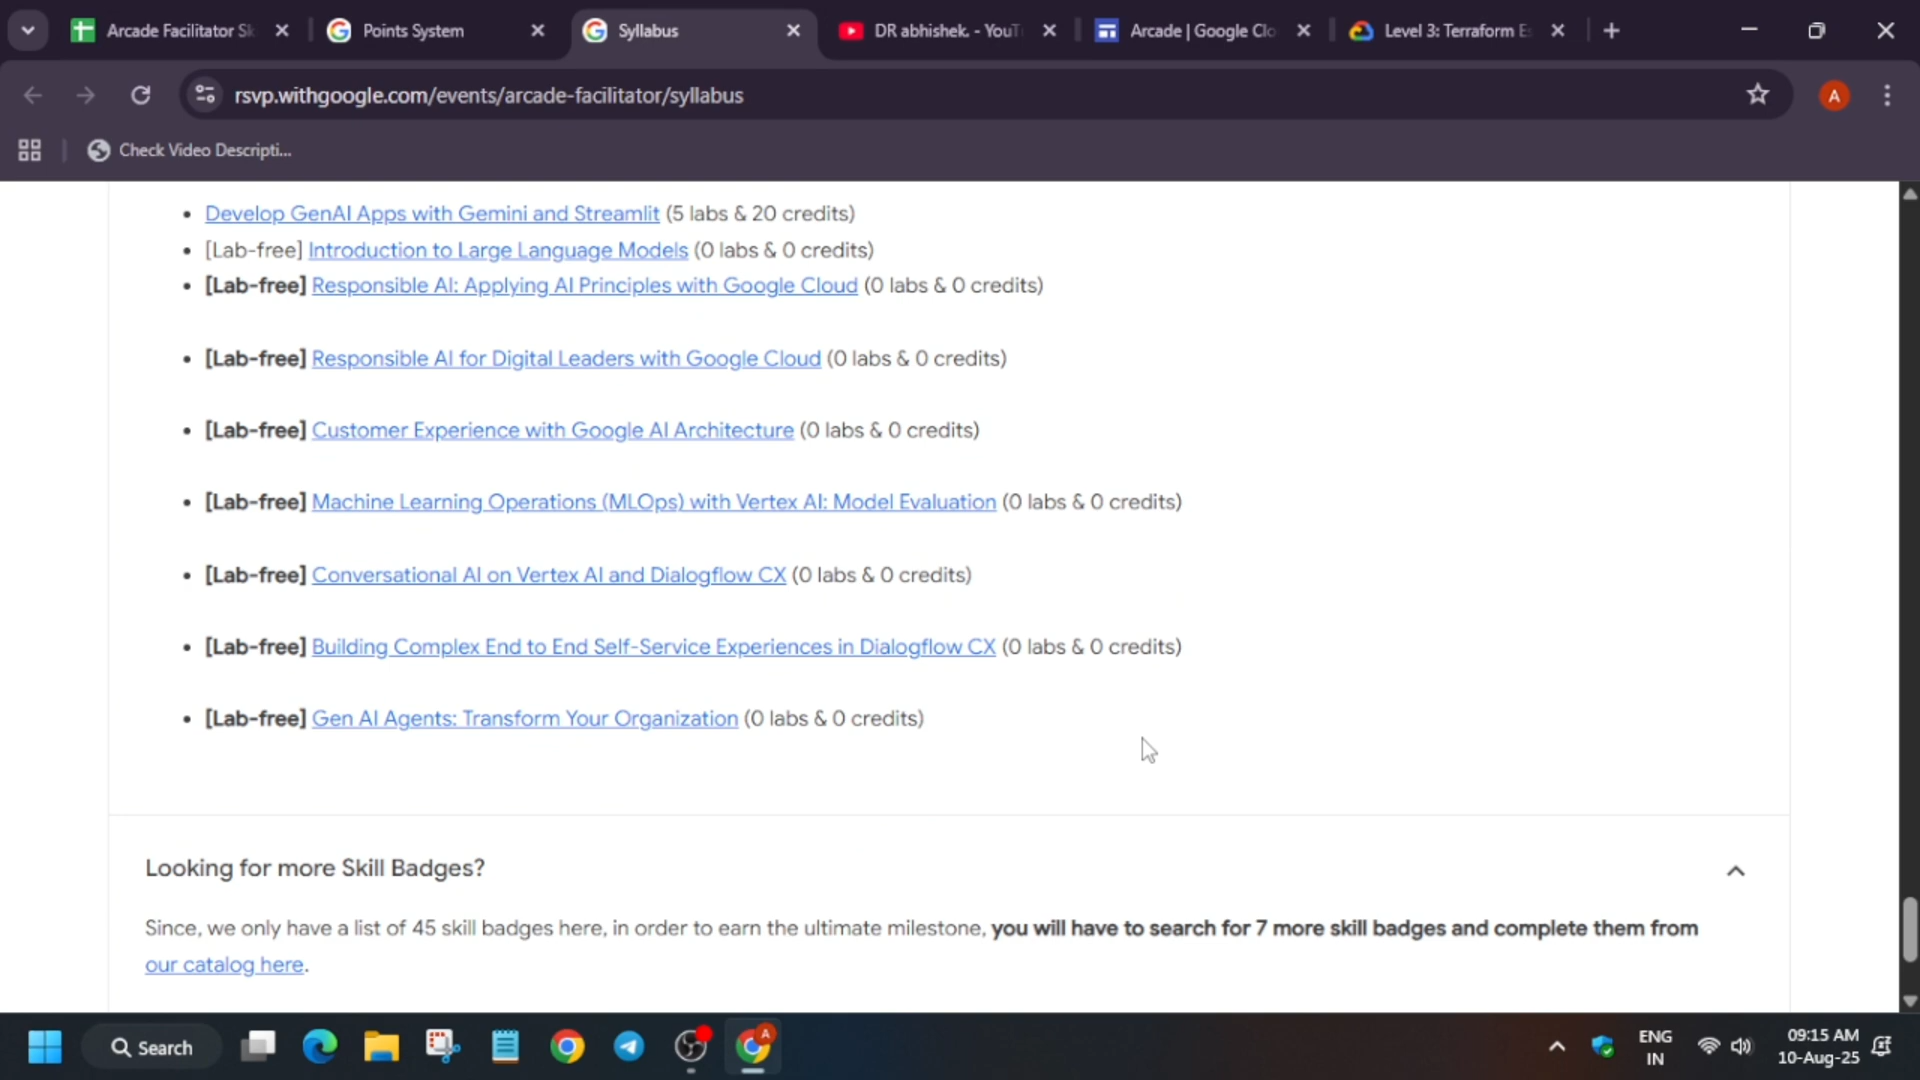 Arcade Facilitator Sk
Points System
Syllabus
DR abhishek. - YouT
Arcade | Google Clo
Level 3: Terraform E
rsvp.withgoogle.com/events/arcade-facilitator/syllabus
A
Check Video Descripti...
• Develop GenAI Apps with Gemini and Streamlit (5 labs & 20 credits)
• [Lab-free] Introduction to Large Language Models (0 labs & 0 credits)
• [Lab-free] Responsible AI: Applying AI Principles with Google Cloud (0 labs & 0 credits)
• [Lab-free] Responsible AI for Digital Leaders with Google Cloud (0 labs & 0 credits)
• [Lab-free] Customer Experience with Google AI Architecture (0 labs & 0 credits)
• [Lab-free] Machine Learning Operations (MLOps) with Vertex AI: Model Evaluation (0 labs & 0 credits)
• [Lab-free] Conversational AI on Vertex AI and Dialogflow CX (0 labs & 0 credits)
• [Lab-free] Building Complex End to End Self-Service Experiences in Dialogflow CX (0 labs & 0 credits)
• [Lab-free] Gen AI Agents: Transform Your Organization (0 labs & 0 credits)
Looking for more Skill Badges?
Since, we only have a list of 45 skill badges here, in order to earn the ultimate milestone, you will have to search for 7 more skill badges and complete them from
our catalog here.
Search
A
ENG
IN
09:15 AM
10-Aug-25